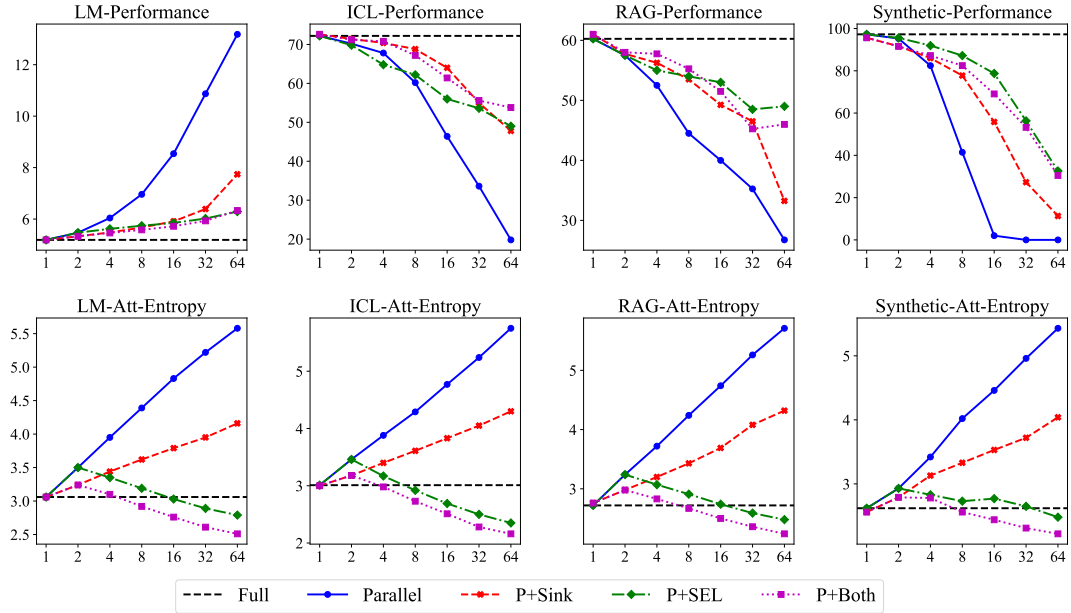 LM-Performance
12
10
8
6
1 2 4 8 16 32 64
ICL-Performance
70
60
50
40
30
20
1 2 4 8 16 32 64
RAG-Performance
60
50
40
30
1 2 4 8 16 32 64
Synthetic-Performance
100
80
60
40
20
0
1 2 4 8 16 32 64
LM-Att-Entropy
5.5
5.0
4.5
4.0
3.5
3.0
2.5
1 2 4 8 16 32 64
ICL-Att-Entropy
5
4
3
2
1 2 4 8 16 32 64
RAG-Att-Entropy
5
4
3
1 2 4 8 16 32 64
Synthetic-Att-Entropy
5
4
3
1 2 4 8 16 32 64
Full Parallel P+Sink P+SEL P+Both